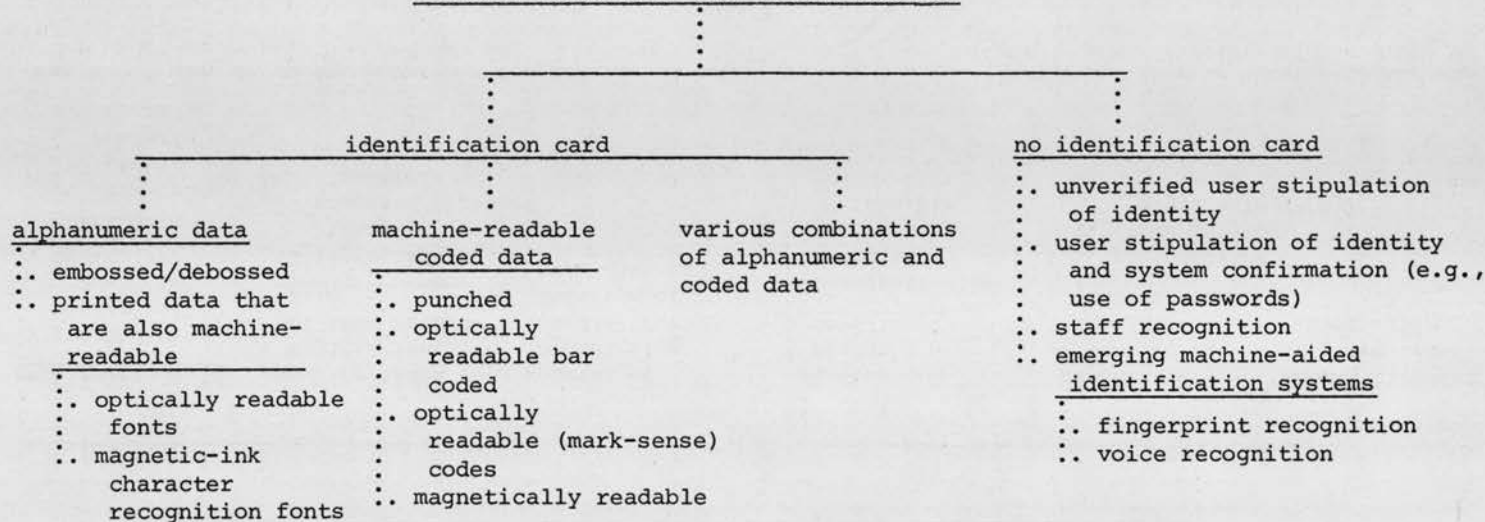 identification card
no identification card
alphanumeric data
:. embossed/debossed
:. printed data that
are also machine-
readable
:. optically readable
fonts
:. magnetic-ink
character
recognition fonts
machine-readable
coded data
:. punched
:. optically
readable bar
coded
:. optically
readable (mark-sense)
codes
:. magnetically readable
various combinations
of alphanumeric and
coded data
:. unverified user stipulation
of identity
:. user stipulation of identity
and system confirmation (e.g.,
use of passwords)
:. staff recognition
:. emerging machine-aided
identification systems
:. fingerprint recognition
:. voice recognition